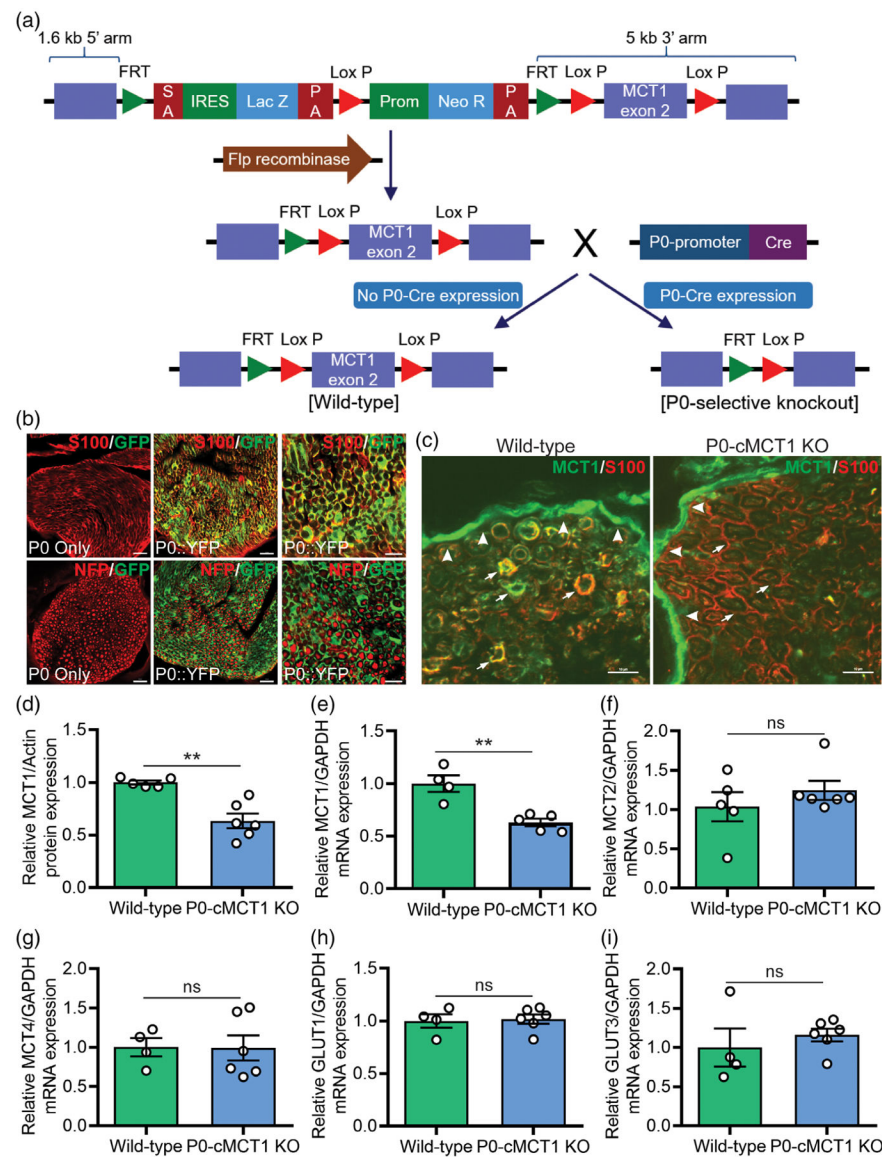 (a)
1.6 kb 5' arm
5 kb 3' arm
FRT
Lox P
FRT
Lox P
Lox P
S A
IRES
Lac Z
P A
Prom
Neo R
P A
MCT1 exon 2
Flp recombinase
FRT
Lox P
Lox P
MCT1 exon 2
X
P0-promoter
Cre
No P0-Cre expression
P0-Cre expression
FRT
Lox P
Lox P
MCT1 exon 2
FRT
Lox P
[Wild-type]
[P0-selective knockout]
(b)
S100/GFP
S100/GFP
S100/GFP
P0 Only
P0::YFP
P0::YFP
NFP/GFP
NFP/GFP
NFP/GFP
P0 Only
P0::YFP
P0::YFP
(c)
Wild-type
P0-cMCT1 KO
MCT1/S100
MCT1/S100
(d)
Relative MCT1/Actin
protein expression
1.5
1.0
0.5
0.0
**
Wild-type P0-cMCT1 KO
(e)
Relative MCT1/GAPDH
mRNA expression
1.5
1.0
0.5
0.0
**
Wild-type P0-cMCT1 KO
(f)
Relative MCT2/GAPDH
mRNA expression
2.0
1.5
1.0
0.5
0.0
ns
Wild-type P0-cMCT1 KO
(g)
Relative MCT4/GAPDH
mRNA expression
2.0
1.5
1.0
0.5
0.0
ns
Wild-type P0-cMCT1 KO
(h)
Relative GLUT1/GAPDH
mRNA expression
1.5
1.0
0.5
0.0
ns
Wild-type P0-cMCT1 KO
(i)
Relative GLUT3/GAPDH
mRNA expression
2.0
1.5
1.0
0.5
0.0
ns
Wild-type P0-cMCT1 KO